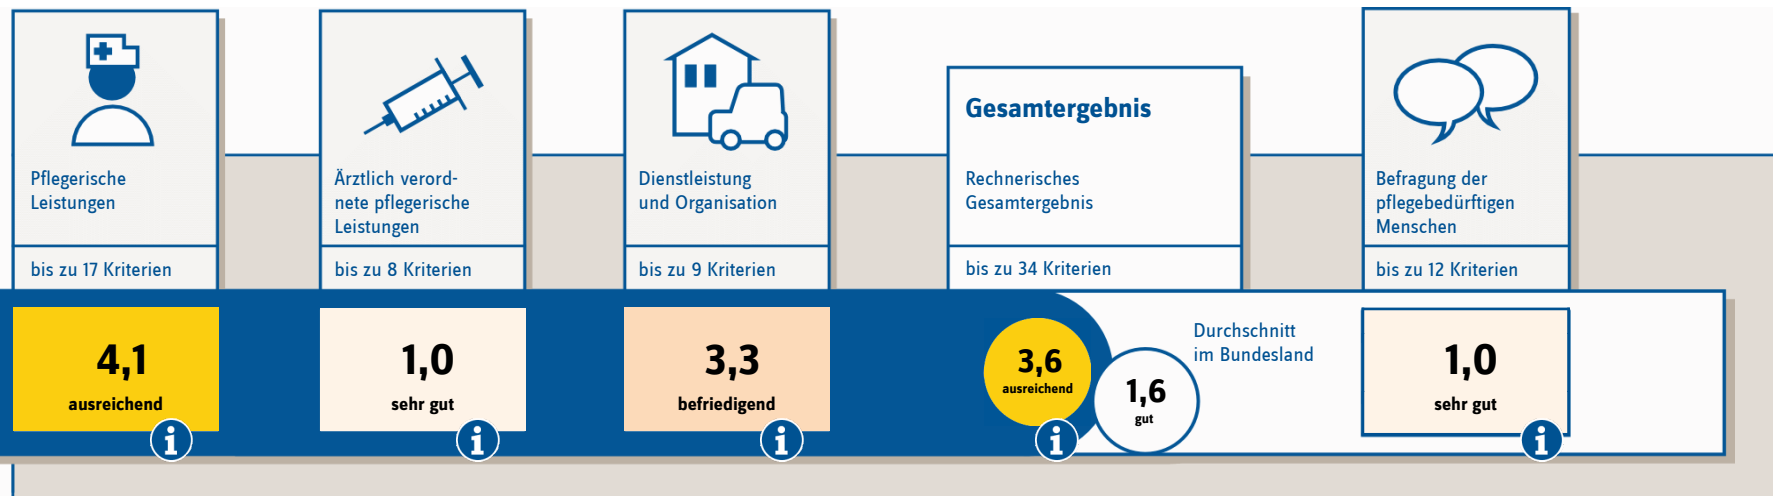 Pflegerische
Leistungen
bis zu 17 Kriterien
4,1
ausreichend
i
Ärztlich verord-
nete pflegerische
Leistungen
bis zu 8 Kriterien
1,0
sehr gut
i
Dienstleistung
und Organisation
bis zu 9 Kriterien
3,3
befriedigend
i
Gesamtergebnis
Rechnerisches
Gesamtergebnis
bis zu 34 Kriterien
3,6
ausreichend
i
Durchschnitt
im Bundesland
1,6
gut
Befragung der
pflegebedürftigen
Menschen
bis zu 12 Kriterien
1,0
sehr gut
i